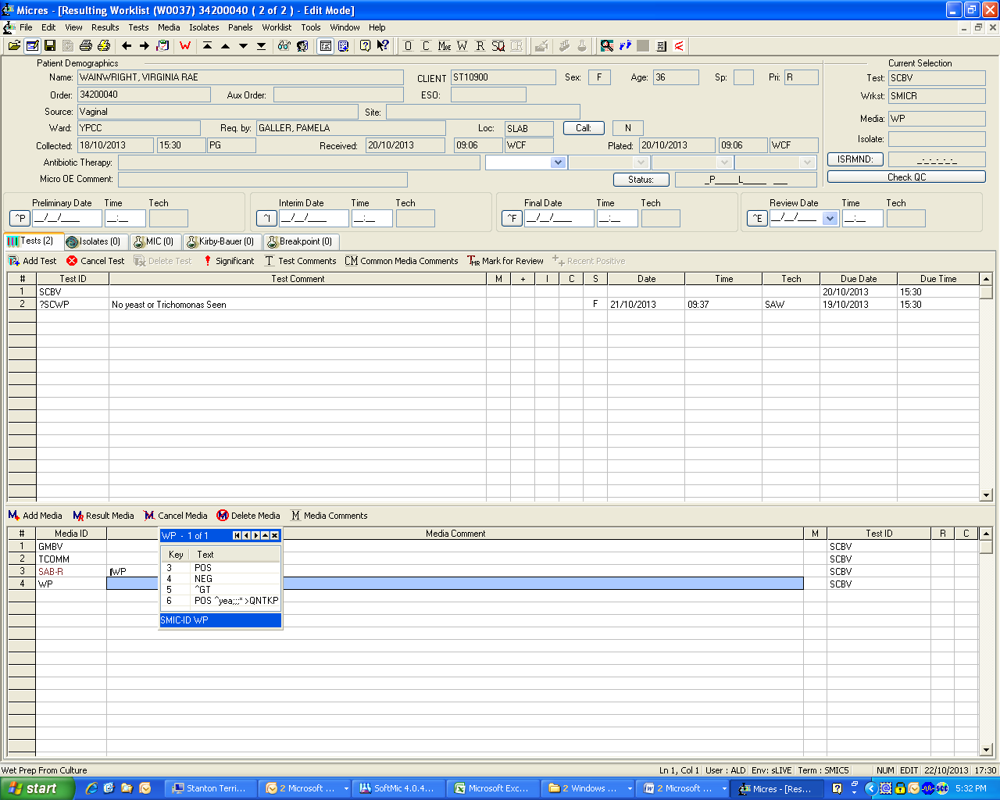 Micres - [Resulting Worklist (W0037) 34200040 ( 2 of 2 ) - Edit Mode]
File Edit View Results Tests Media Isolates Panels Worklist Tools Window Help
W O C MOE W R SQ CR
Patient Demographics Current Selection
Name: WAINWRIGHT, VIRGINIA RAE CLIENT ST10900 Sex: F Age: 36 Sp: Pri: R Test: SCBV
Order: 34200040 Aux Order: ESO: Wrkst: SMICR
Source: Vaginal Site:
Ward: YPCC Req. by: GALLER, PAMELA Loc: SLAB Call: N Media: WP
Collected: 18/10/2013 15:30 PG Received: 20/10/2013 09:06 WCF Plated: 20/10/2013 09:06 WCF Isolate:
Antibiotic Therapy: ISRMND: _-_-_-_-_-_
Micro OE Comment: Status: _P_____L_____ ___ Check QC
Preliminary Date Time Tech Interim Date Time Tech Final Date Time Tech Review Date Time Tech
^P __/__/____ __:__ ^I __/__/____ __:__ ^F __/__/____ __:__ ^E __/__/____ __:__
Tests (2) Isolates (0) MIC (0) Kirby-Bauer (0) Breakpoint (0)
Add Test Cancel Test Delete Test Significant T Test Comments CM Common Media Comments TMR Mark for Review Recent Positive
# Test ID Test Comment M + I C S Date Time Tech Due Date Due Time
1 SCBV 20/10/2013 15:30
2 ?SCWP No yeast or Trichomonas Seen F 21/10/2013 09:37 SAW 19/10/2013 15:30
Add Media Result Media Cancel Media Delete Media M Media Comments
# Media ID Media Comment M Test ID R C
1 GMBV SCBV
2 TCOMM SCBV
3 SAB-R WP SCBV
4 WP SCBV
WP - 1 of 1
Key Text
3 POS
4 NEG
5 ^GT
6 POS ^yea;;;* >QNTKP
SMIC-ID WP
Wet Prep From Culture Ln 1, Col 1 User : ALD Env: sLIVE Term : SMIC5 NUM EDIT 22/10/2013 17:30
start Stanton Terri... 2 Microsoft ... SoftMic 4.0.4... Microsoft Exc... 2 Windows ... 2 Microsoft ... Micres - [Res... 5:32 PM